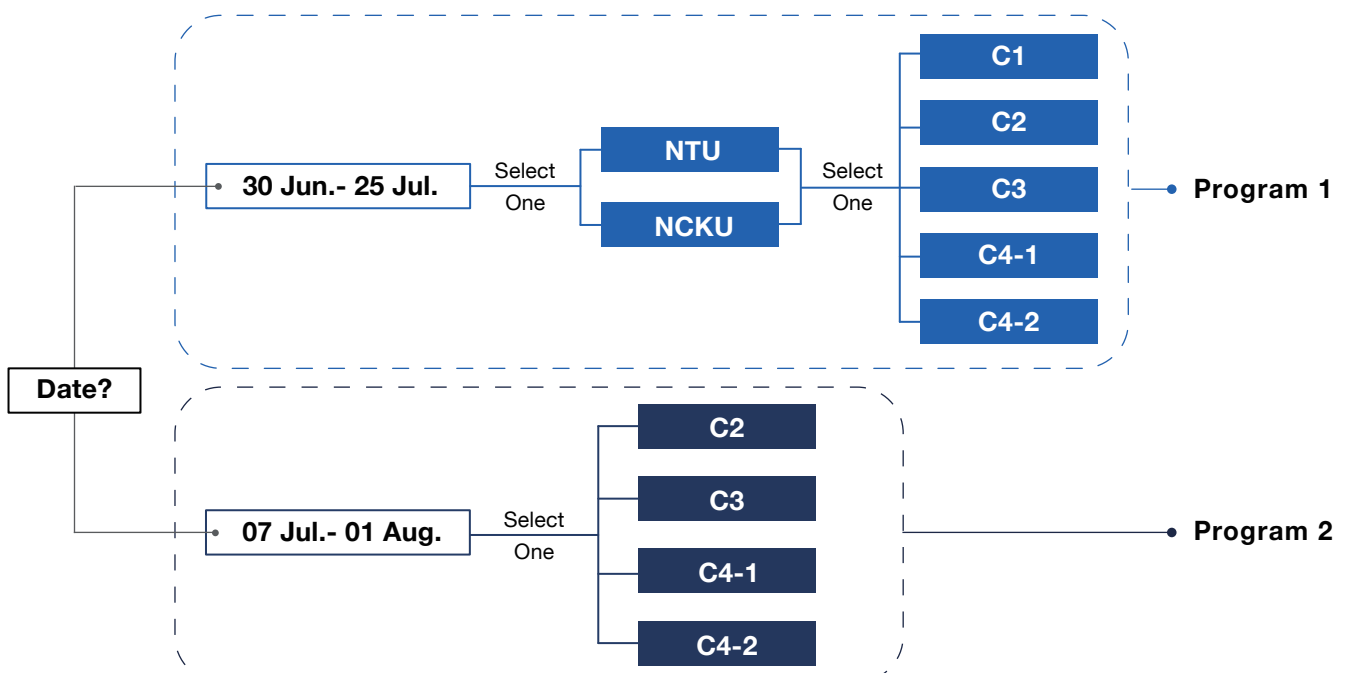 Date?
30 Jun.- 25 Jul.
Select
One
NTU
NCKU
Select
One
C1
C2
C3
C4-1
C4-2
Program 1
07 Jul.- 01 Aug.
Select
One
C2
C3
C4-1
C4-2
Program 2